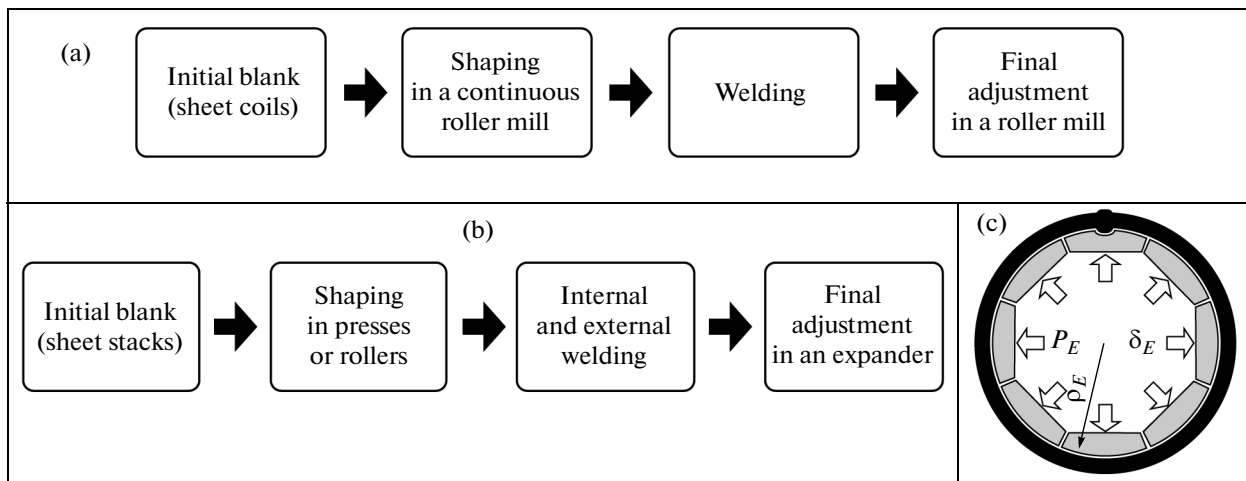 (a)
Initial blank
(sheet coils)
Shaping
in a continuous
roller mill
Welding
Final
adjustment
in a roller mill
(b)
Initial blank
(sheet stacks)
Shaping
in presses
or rollers
Internal
and external
welding
Final
adjustment
in an expander
(c)
P_E
δ_E
ρ_E